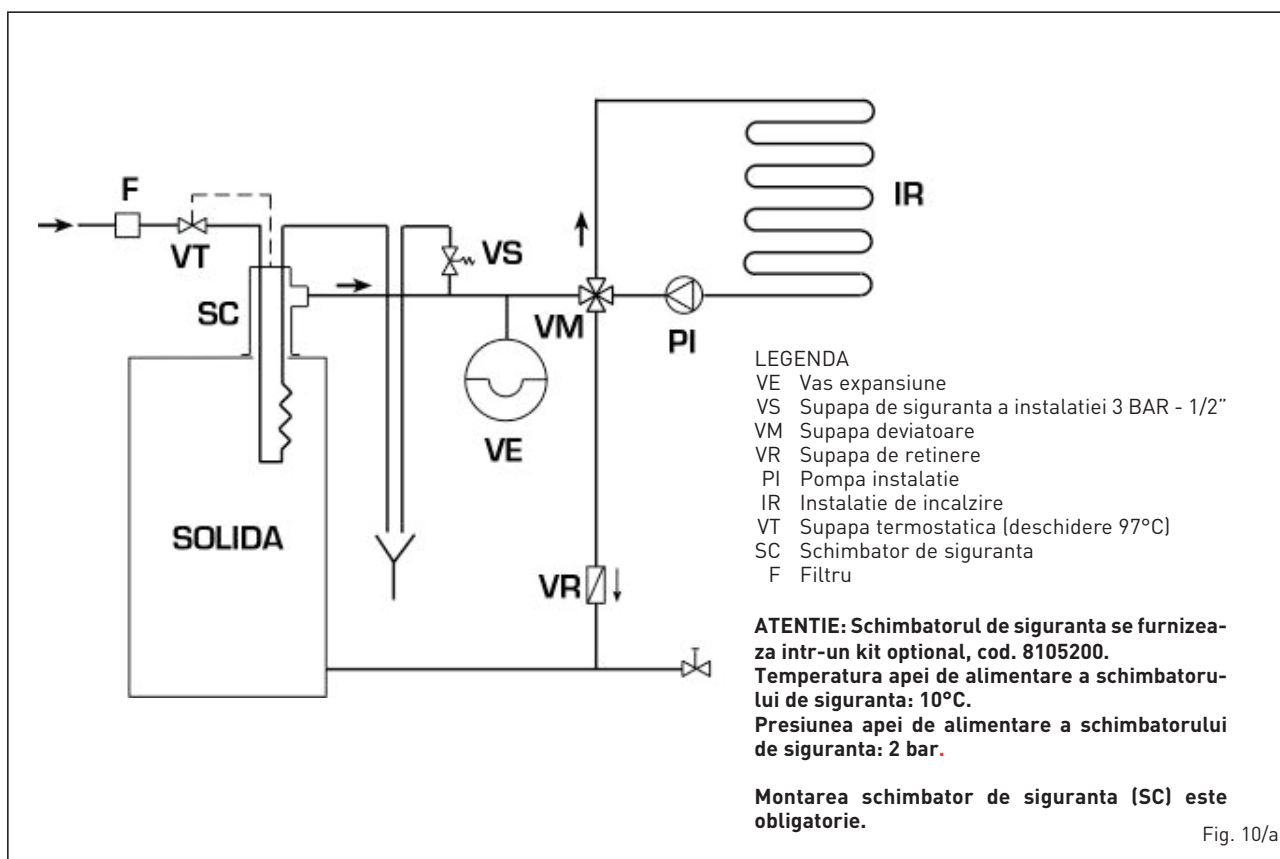 F
VT
VS
IR
SC
VM
PI
VE
SOLIDA
VR
LEGENDA
VE Vas expansiune
VS Supapa de siguranta a instalatiei 3 BAR - 1/2"
VM Supapa deviatoare
VR Supapa de retinere
PI Pompa instalatie
IR Instalatie de incalzire
VT Supapa termostatica (deschidere 97°C)
SC Schimbator de siguranta
F Filtru
ATENTIE: Schimbatorul de siguranta se furnizea-
za intr-un kit optional, cod. 8105200.
Temperatura apei de alimentare a schimbatoru-
lui de siguranta: 10°C.
Presiunea apei de alimentare a schimbatorului
de siguranta: 2 bar.
Montarea schimbator de siguranta (SC) este
obligatorie.
Fig. 10/a